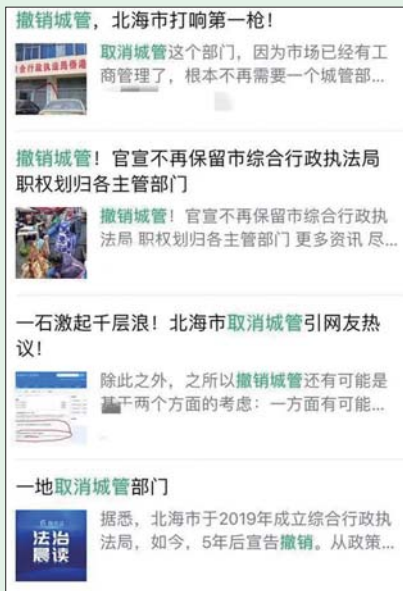 撤销城管，北海市打响第一枪！
取消城管这个部门，因为市场已经有工
商管理了，根本不再需要一个城管部...
合行政执法局侨港
撤销城管！官宣不再保留市综合行政执法局
职权划归各主管部门
撤销城管！官宣不再保留市综合行政执
法局 职权划归各主管部门 更多资讯 尽...
一石激起千层浪！北海市取消城管引网友热
议！
除此之外，之所以撤销城管还有可能是
基于两个方面的考虑：一方面有可能...
一地取消城管部门
据悉，北海市于2019年成立综合行政执
法局，如今，5年后宣告撤销。从政策...
法治
晨读